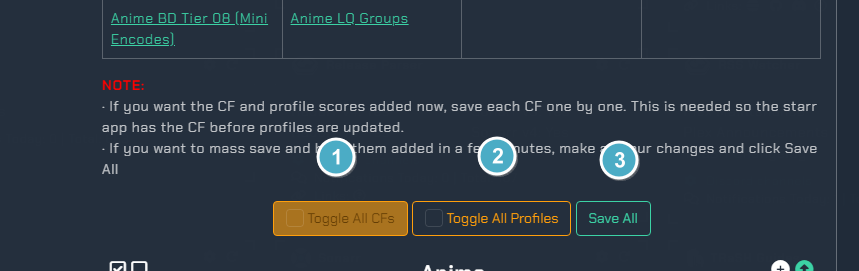 Anime BD Tier 08 (Mini Anime LQ Groups
Encodes)
NOTE:
· If you want the CF and profile scores added now, save each CF one by one. This is needed so the starr
app has the CF before profiles are updated.
· If you want to mass save and them added in a utes, make ur changes and click Save
All
1 2 3
Toggle All CFs Toggle All Profiles Save All
Anime